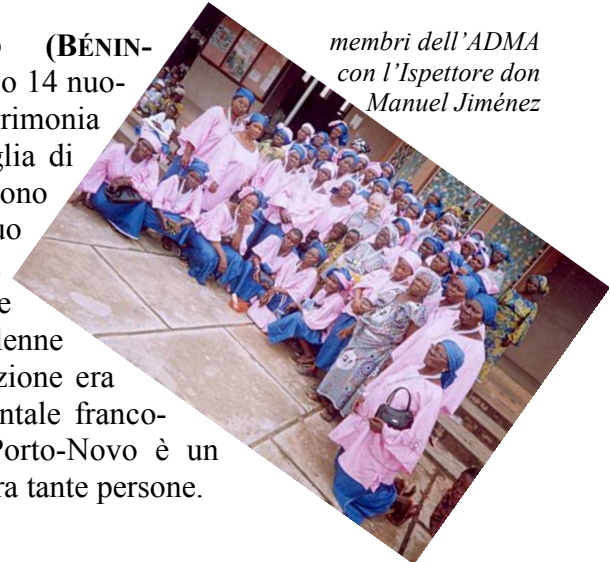 (BÉNIN-
o 14 nuo-
rimonia
glia di
ono
uo
e
lenne
zione era
ntale franco-
Porto-Novo è un
ra tante persone.
membri dell’ADMA
con l’Ispettore don
Manuel Jiménez